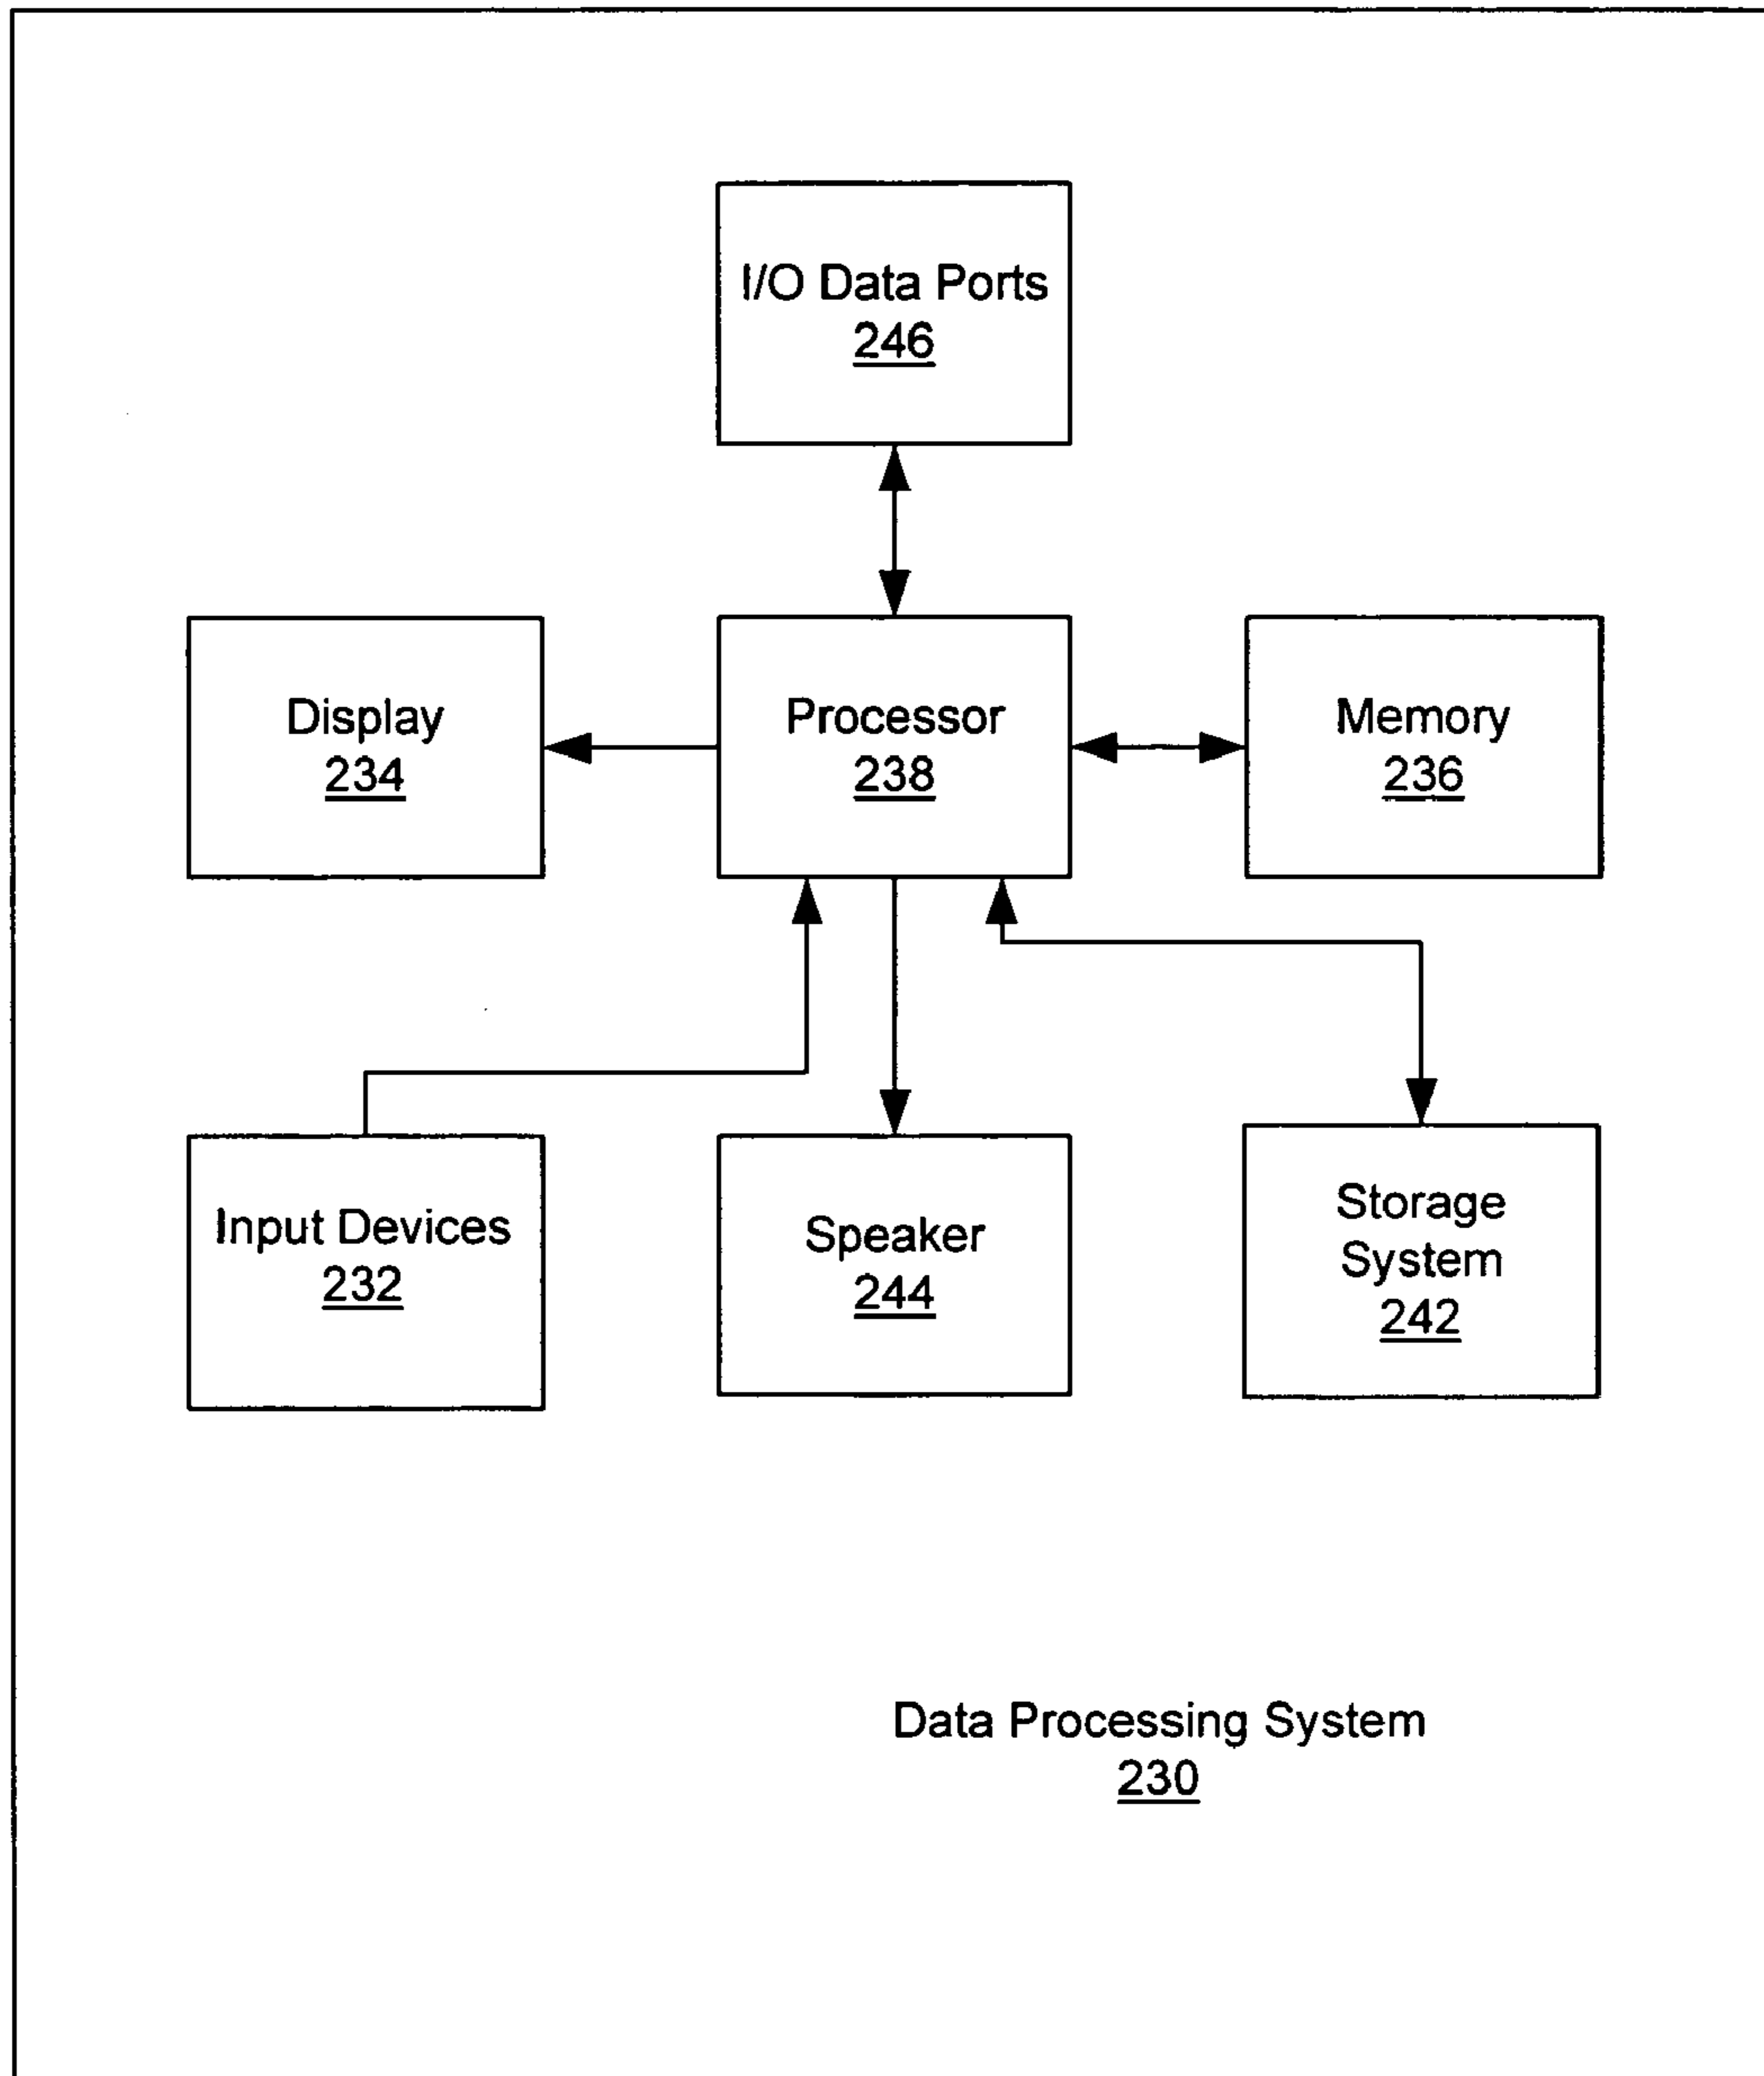 I/O Data Ports
246
Display
234
Processor
238
Memory
236
Input Devices
232
Speaker
244
Storage
System
242
Data Processing System
230